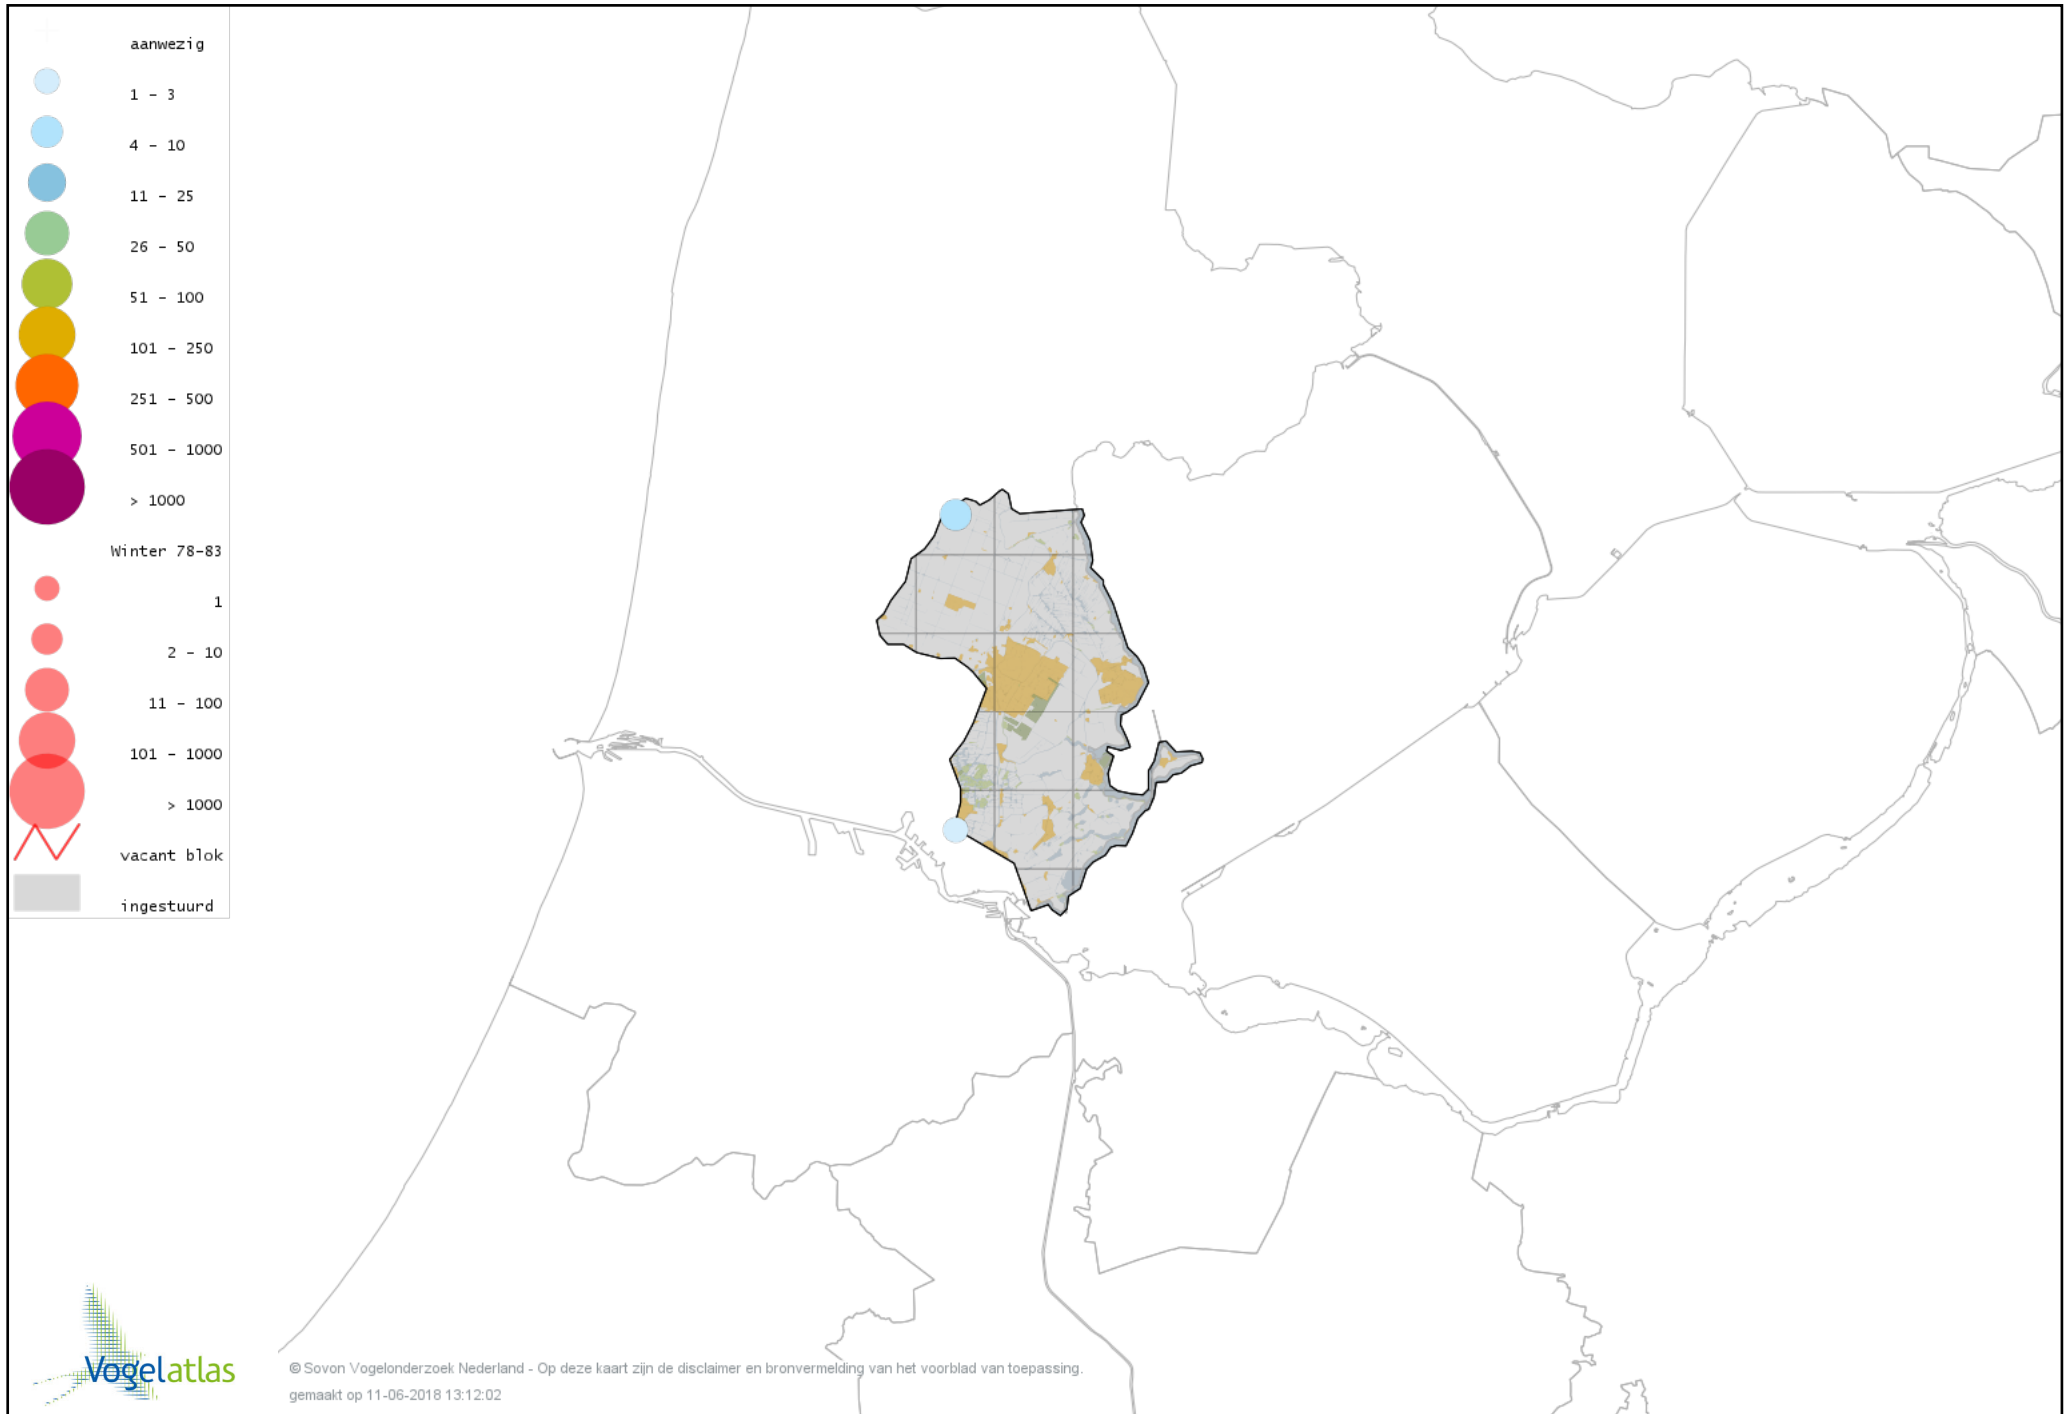 aanwezig
1 - 3
4 - 10
11 - 25
26 - 50
51 - 100
101 - 250
251 - 500
501 - 1000
> 1000
Winter 78-83
1
2 - 10
11 - 100
101 - 1000
> 1000
vacant blok
ingestuurd
Vogelatlas
© Sovon Vogelonderzoek Nederland - Op deze kaart zijn de disclaimer en bronvermelding van het voorblad van toepassing.
gemaakt op 11-06-2018 13:12:02